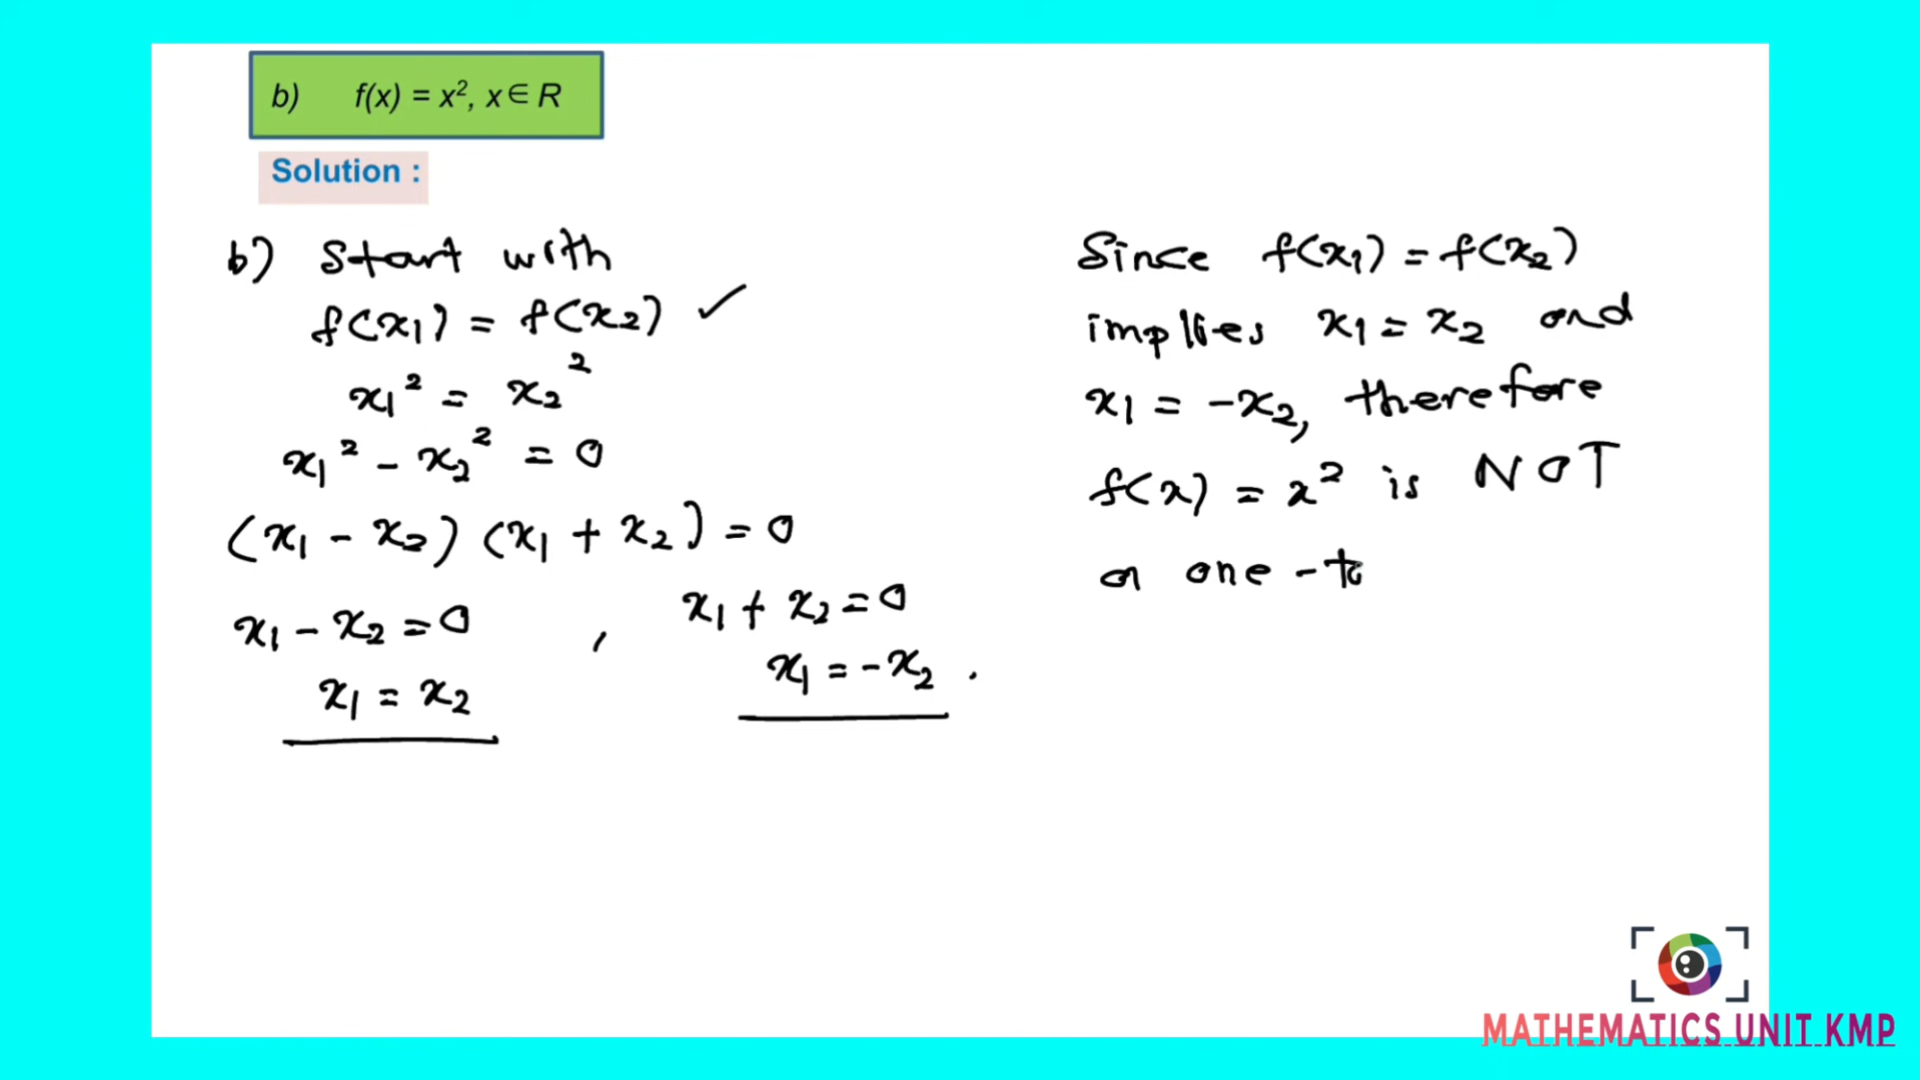 b) f(x) = x², x ∈ R
Solution :
b) Start with
f(x₁) = f(x₂) ✓
x₁² = x₂²
x₁² - x₂² = 0
(x₁ - x₂) (x₁ + x₂) = 0
x₁ - x₂ = 0 , x₁ + x₂ = 0
x₁ = x₂ x₁ = -x₂ .
Since f(x₁) = f(x₂)
implies x₁ = x₂ and
x₁ = -x₂, therefore
f(x) = x² is NOT
a one-to
MATHEMATICS UNIT KMP